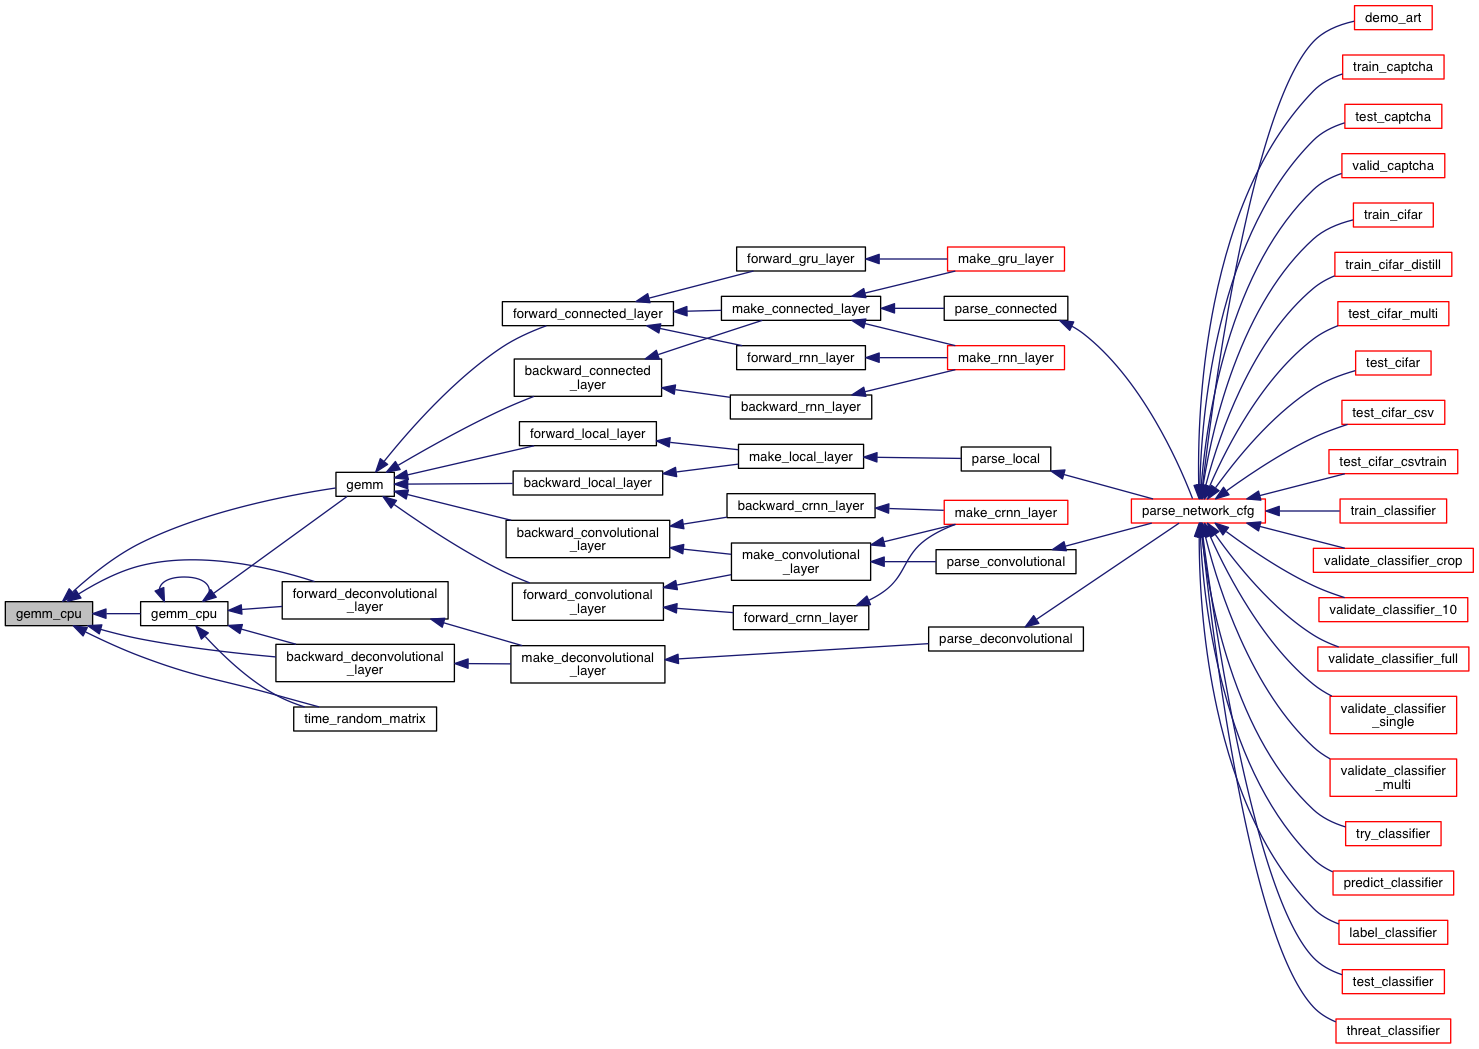 demo_art
train_captcha
test_captcha
valid_captcha
train_cifar
train_cifar_distill
test_cifar_multi
test_cifar
test_cifar_csv
test_cifar_csvtrain
train_classifier
validate_classifier_crop
validate_classifier_10
validate_classifier_full
validate_classifier
_single
validate_classifier
_multi
try_classifier
predict_classifier
label_classifier
test_classifier
threat_classifier
parse_network_cfg
forward_gru_layer
make_gru_layer
forward_connected_layer
make_connected_layer
parse_connected
forward_rnn_layer
make_rnn_layer
backward_connected
_layer
backward_rnn_layer
forward_local_layer
make_local_layer
parse_local
gemm
backward_local_layer
backward_crnn_layer
make_crnn_layer
backward_convolutional
_layer
make_convolutional
_layer
parse_convolutional
forward_convolutional
_layer
forward_crnn_layer
gemm_cpu
gemm_cpu
forward_deconvolutional
_layer
parse_deconvolutional
backward_deconvolutional
_layer
make_deconvolutional
_layer
time_random_matrix